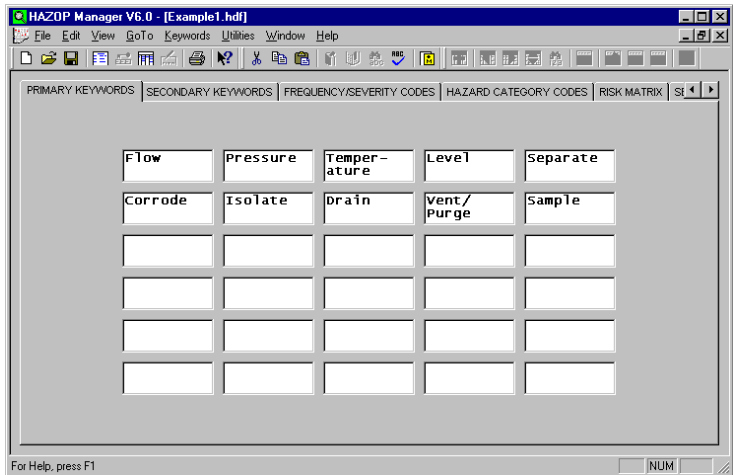 HAZOP Manager V6.0 - [Example1.hdf]
File Edit View GoTo Keywords Utilities Window Help
PRIMARY KEYWORDS SECONDARY KEYWORDS FREQUENCY/SEVERITY CODES HAZARD CATEGORY CODES RISK MATRIX
Flow Pressure Temper- Level Separate
ature
Corrode Isolate Drain Vent/ Sample
Purge
For Help, press F1 NUM